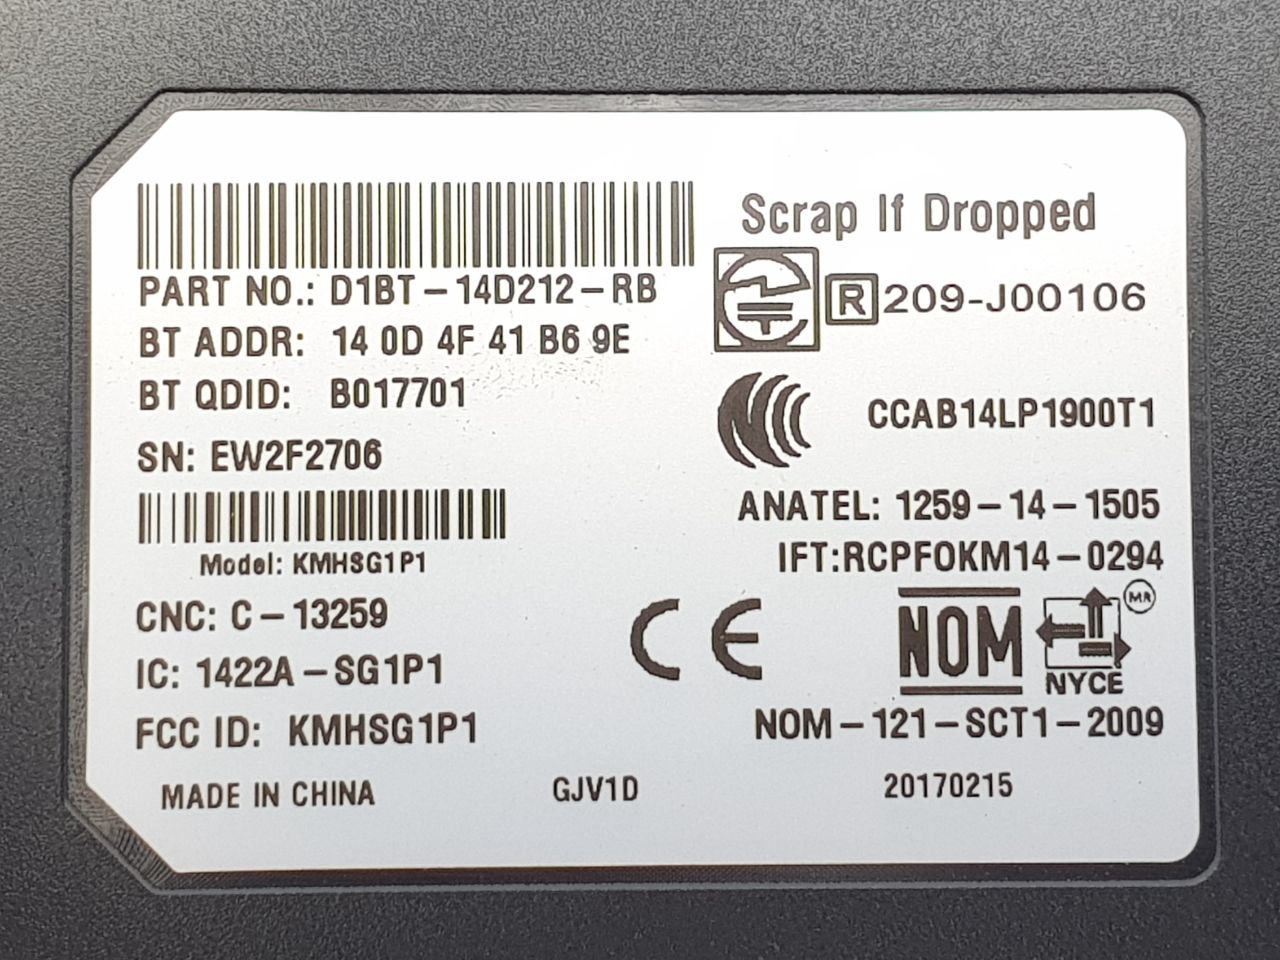 Scrap If Dropped
PART NO.: D1BT-14D212-RB
R 209-J00106
BT ADDR: 14 0D 4F 41 B6 9E
BT QDID: B017701
CCAB14LP1900T1
SN: EW2F2706
ANATEL: 1259-14-1505
Model: KMHSG1P1
IFT:RCPFOKM14-0294
CNC: C-13259
CE
NOM
MR
NYCE
IC: 1422A-SG1P1
FCC ID: KMHSG1P1
NOM-121-SCT1-2009
MADE IN CHINA
GJV1D
20170215